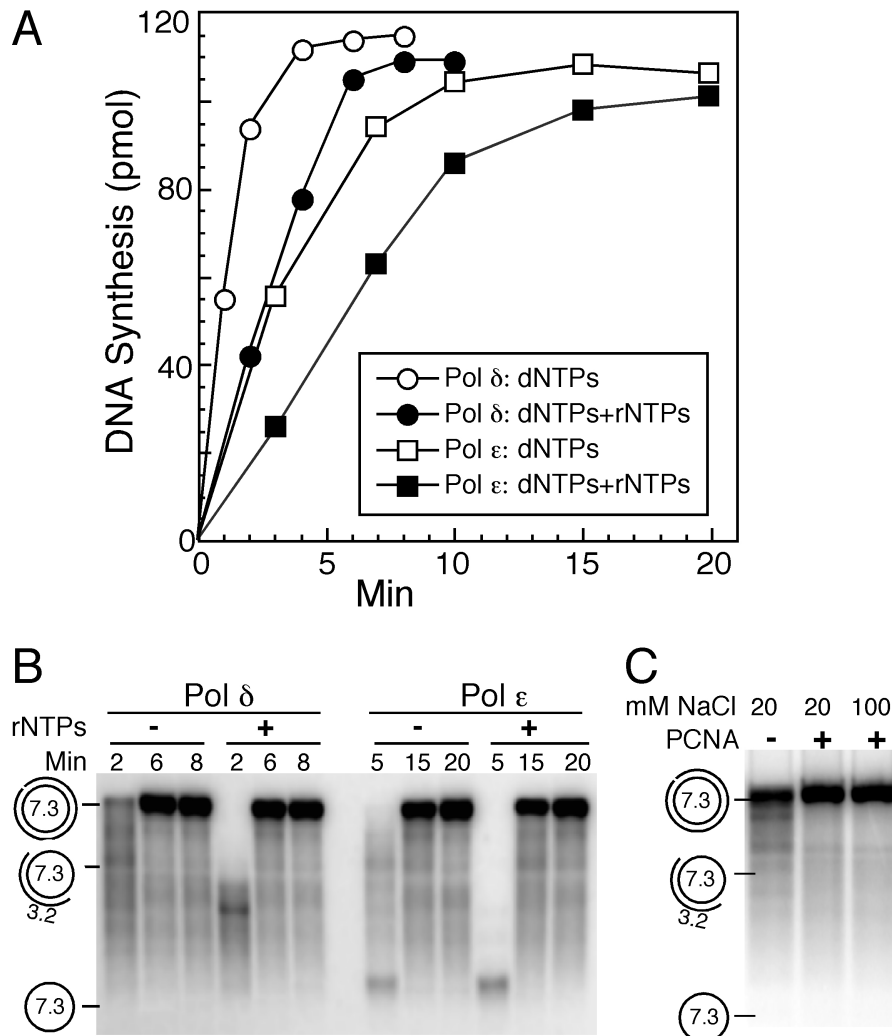 A
DNA Synthesis (pmol)
120
80
40
0
0 5 10 15 20
Min
Pol δ: dNTPs
Pol δ: dNTPs+rNTPs
Pol ε: dNTPs
Pol ε: dNTPs+rNTPs
B
Pol δ Pol ε
rNTPs - + - +
Min 2 6 8 2 6 8 5 15 20 5 15 20
7.3
7.3
3.2
7.3
C
mM NaCl 20 20 100
PCNA - + +
7.3
7.3
3.2
7.3